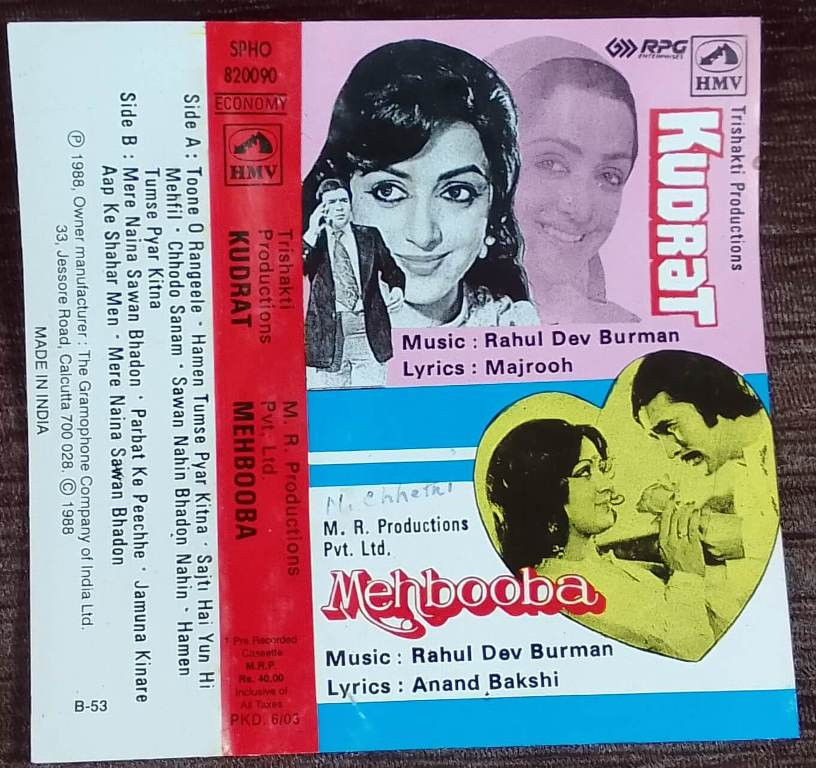 Side A : Toone O Rangeele · Hamen Tumse Pyar Kitna · Sajti Hai Yun Hi
Mehfil · Chhodo Sanam · Sawan Nahin Bhadon Nahin · Hamen
Tumse Pyar Kitna
Side B : Mere Naina Sawan Bhadon · Parbat Ke Peechhe · Jamuna Kinare
Aap Ke Shahar Men · Mere Naina Sawan Bhadon
℗ 1988, Owner manufacturer : The Gramophone Company of India Ltd.
33, Jessore Road, Calcutta 700 028. © 1988
MADE IN INDIA
B-53
SPHO
820090
ECONOMY
HMV
Trishakti
Productions
KUDRAT
M. R. Productions
Pvt. Ltd.
MEHBOOBA
1 Pre Recorded
Cassette
M.R.P.
Rs. 40.00
Inclusive of
All Taxes
PKD. 6/03
RPG
ENTERPRISES
HMV
Trishakti Productions
KUDRAT
Music : Rahul Dev Burman
Lyrics : Majrooh
M. R. Productions
Pvt. Ltd.
Mehbooba
Music : Rahul Dev Burman
Lyrics : Anand Bakshi